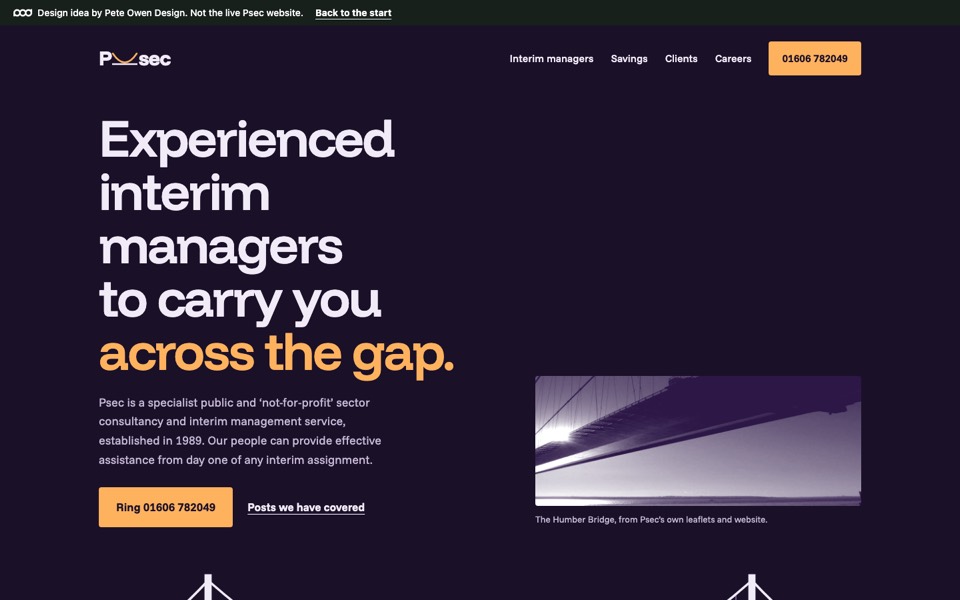 Design idea by Pete Owen Design. Not the live Psec website. Back to the start
Psec
Interim managers Savings Clients Careers 01606 782049
Experienced
interim
managers
to carry you
across the gap.
Psec is a specialist public and ‘not-for-profit’ sector
consultancy and interim management service,
established in 1989. Our people can provide effective
assistance from day one of any interim assignment.
Ring 01606 782049 Posts we have covered
The Humber Bridge, from Psec's own leaflets and website.